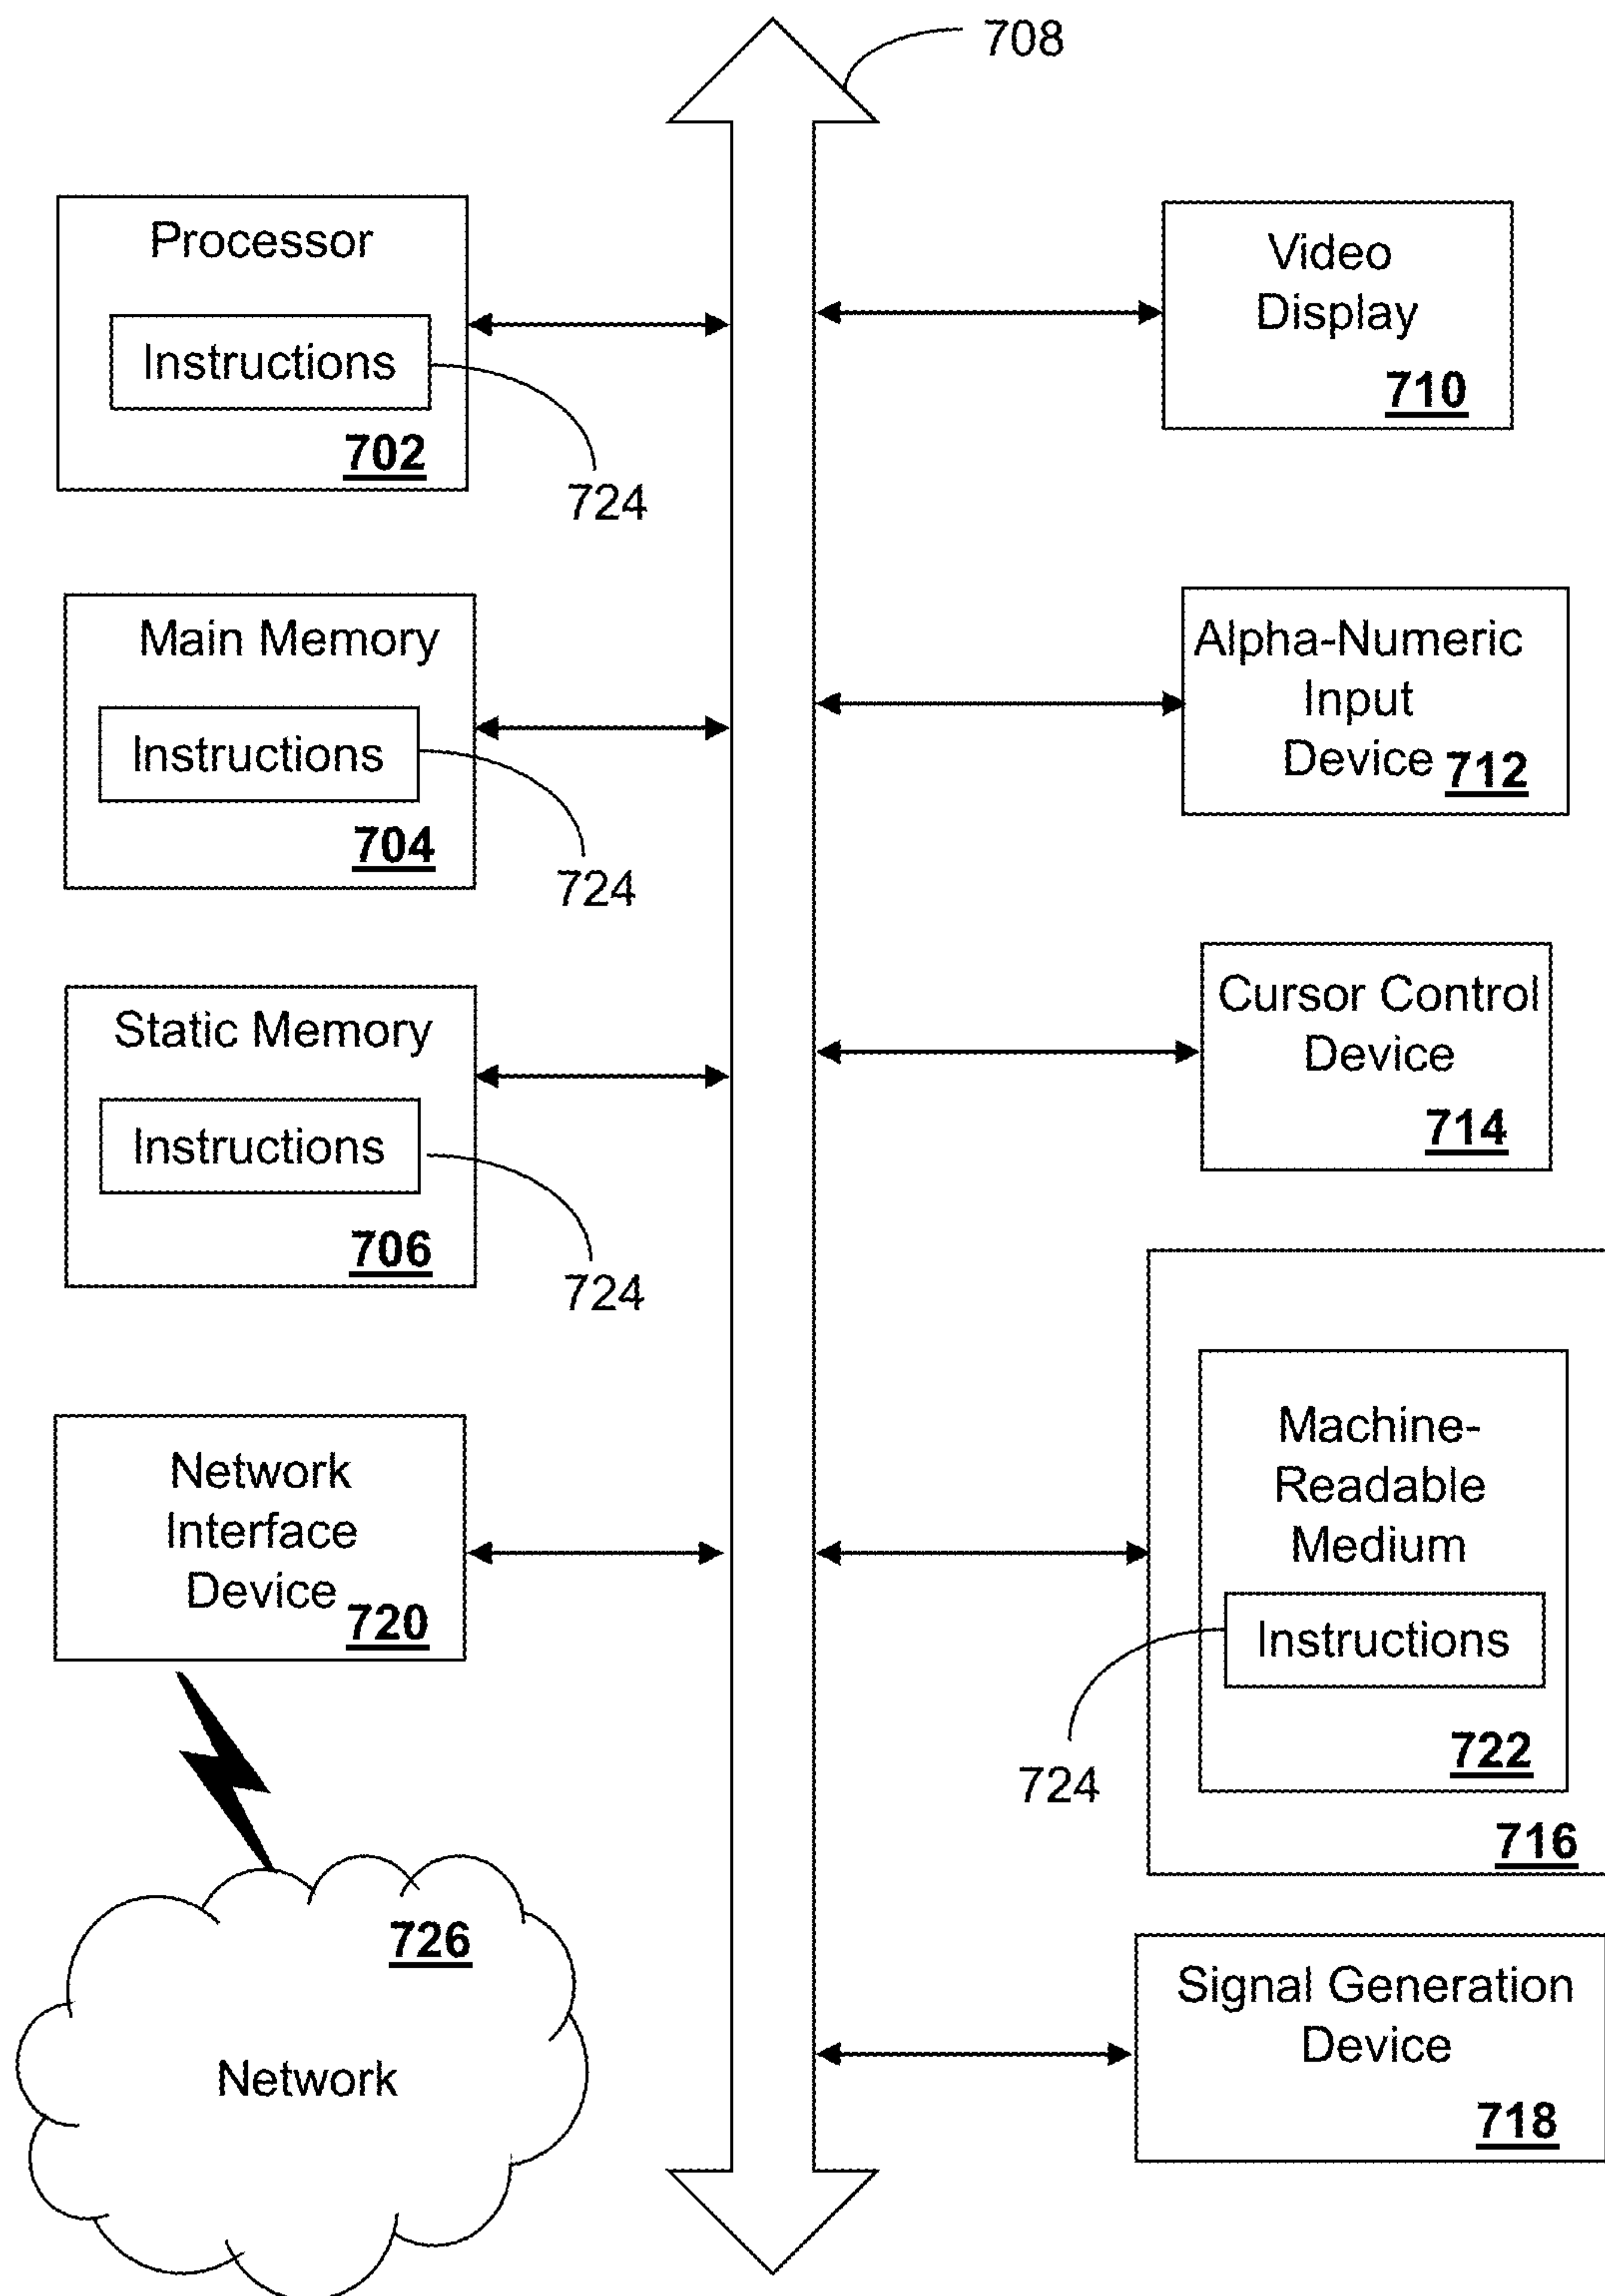 708
Processor
Instructions
702
724
Main Memory
Instructions
704
724
Static Memory
Instructions
706
724
Network
Interface
Device
720
726
Network
Video
Display
710
Alpha-Numeric
Input
Device 712
Cursor Control
Device
714
Machine-
Readable
Medium
Instructions
722
724
716
Signal Generation
Device
718